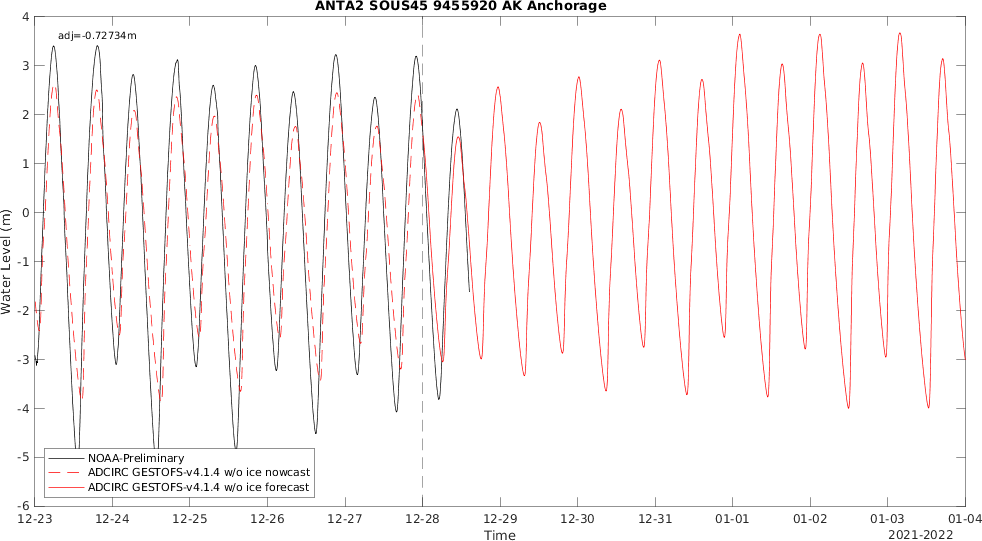 ANTA2 SOUS45 9455920 AK Anchorage
adj=-0.72734m
4
3
2
1
0
-1
-2
-3
-4
-5
-6
Water Level (m)
NOAA-Preliminary
ADCIRC GESTOFS-v4.1.4 w/o ice nowcast
ADCIRC GESTOFS-v4.1.4 w/o ice forecast
12-23 12-24 12-25 12-26 12-27 12-28 12-29 12-30 12-31 01-01 01-02 01-03 01-04
Time
2021-2022